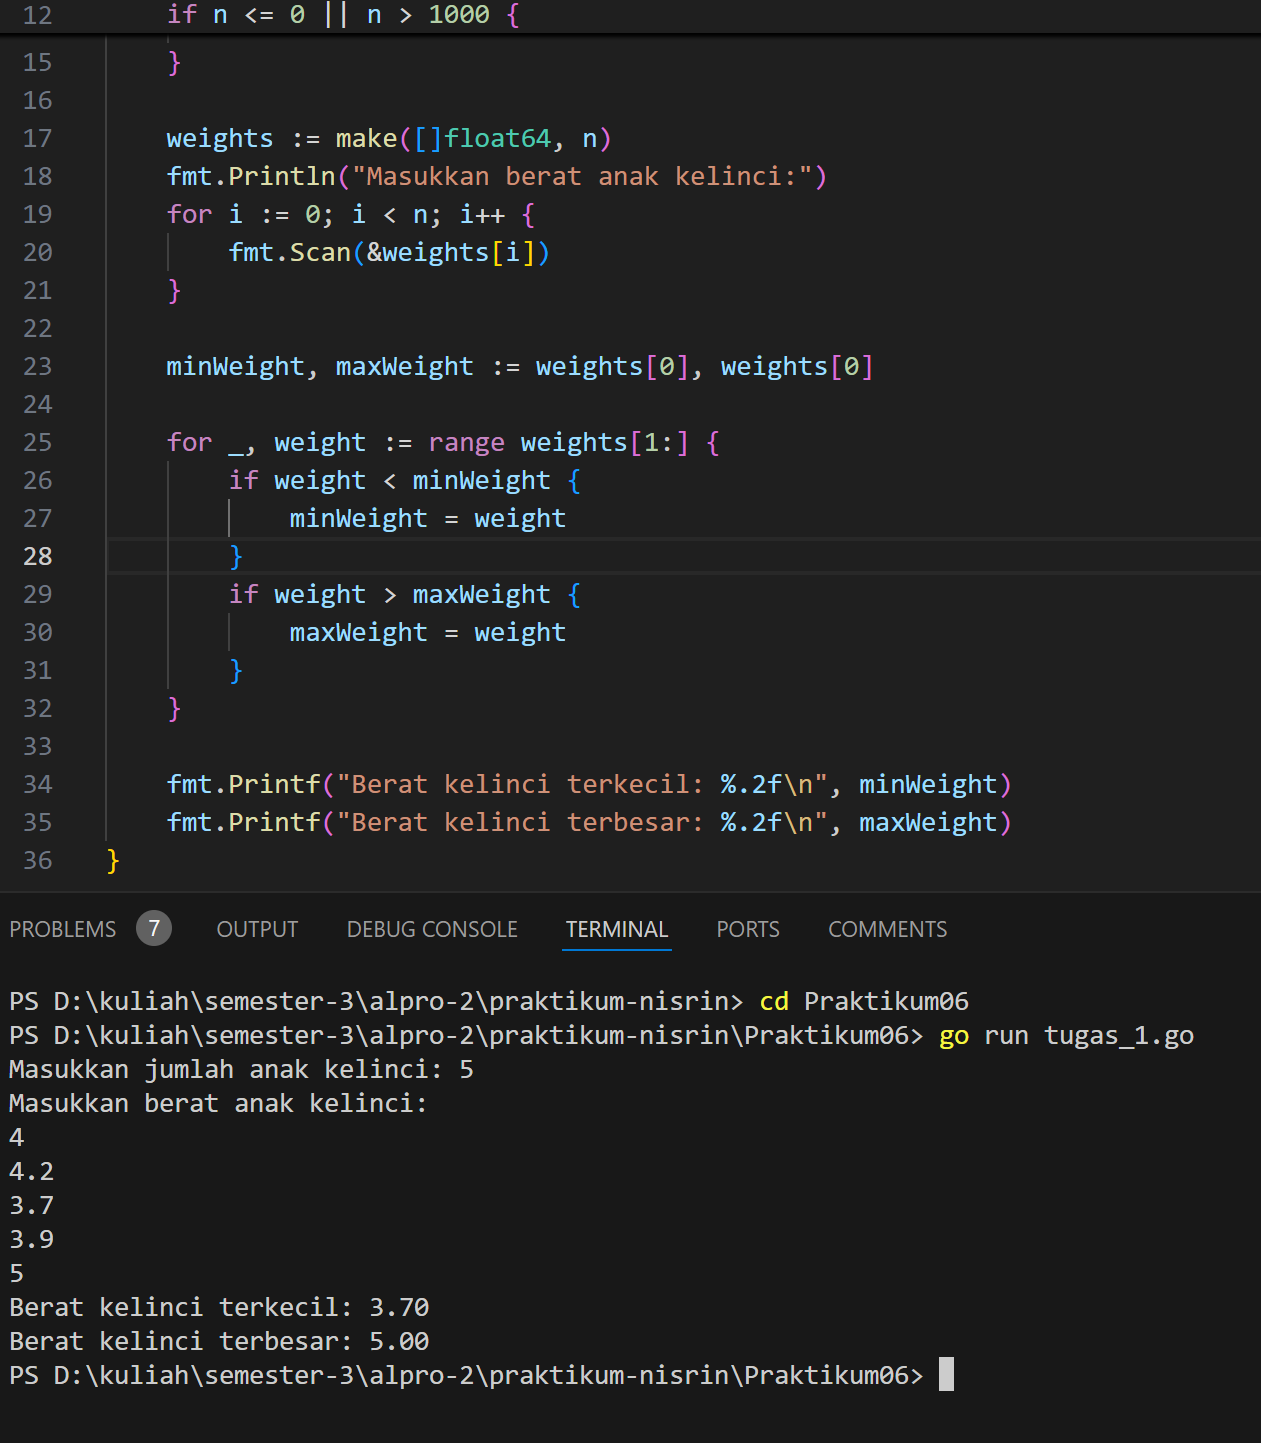 12 if n <= 0 || n > 1000 {
15 }
16
17 weights := make([]float64, n)
18 fmt.Println("Masukkan berat anak kelinci:")
19 for i := 0; i < n; i++ {
20 fmt.Scan(&weights[i])
21 }
22
23 minWeight, maxWeight := weights[0], weights[0]
24
25 for _, weight := range weights[1:] {
26 if weight < minWeight {
27 minWeight = weight
28 }
29 if weight > maxWeight {
30 maxWeight = weight
31 }
32 }
33
34 fmt.Printf("Berat kelinci terkecil: %.2f\n", minWeight)
35 fmt.Printf("Berat kelinci terbesar: %.2f\n", maxWeight)
36 }
PROBLEMS 7 OUTPUT DEBUG CONSOLE TERMINAL PORTS COMMENTS
PS D:\kuliah\semester-3\alpro-2\praktikum-nisrin> cd Praktikum06
PS D:\kuliah\semester-3\alpro-2\praktikum-nisrin\Praktikum06> go run tugas_1.go
Masukkan jumlah anak kelinci: 5
Masukkan berat anak kelinci:
4
4.2
3.7
3.9
5
Berat kelinci terkecil: 3.70
Berat kelinci terbesar: 5.00
PS D:\kuliah\semester-3\alpro-2\praktikum-nisrin\Praktikum06>